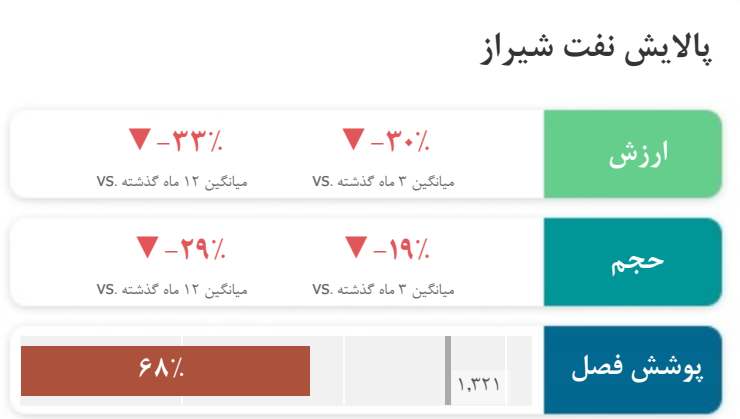 پالایش نفت شیراز
ارزش
▼ -۳۰٪
▼ -۳۳٪
میانگین ۳ ماه گذشته .VS
میانگین ۱۲ ماه گذشته .VS
حجم
▼ -۱۹٪
▼ -۲۹٪
میانگین ۳ ماه گذشته .VS
میانگین ۱۲ ماه گذشته .VS
پوشش فصل
۶۸٪
۱,۳۲۱